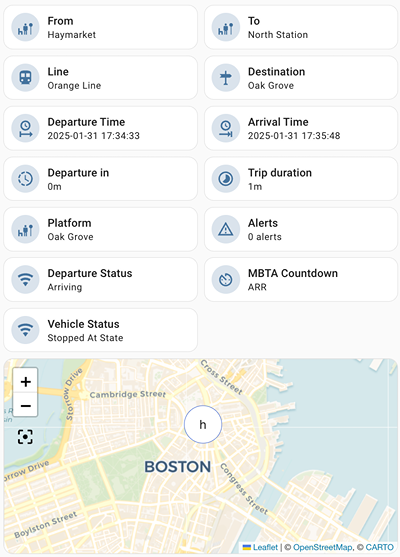 From
Haymarket
To
North Station
Line
Orange Line
Destination
Oak Grove
Departure Time
2025-01-31 17:34:33
Arrival Time
2025-01-31 17:35:48
Departure in
0m
Trip duration
1m
Platform
Oak Grove
Alerts
0 alerts
Departure Status
Arriving
MBTA Countdown
ARR
Vehicle Status
Stopped At State
+
−
Cross Street
Storrow Drive
Cambridge Street
h
BOSTON
Congress Street
orrow Drive
Boylston Street
Leaflet | © OpenStreetMap, © CARTO